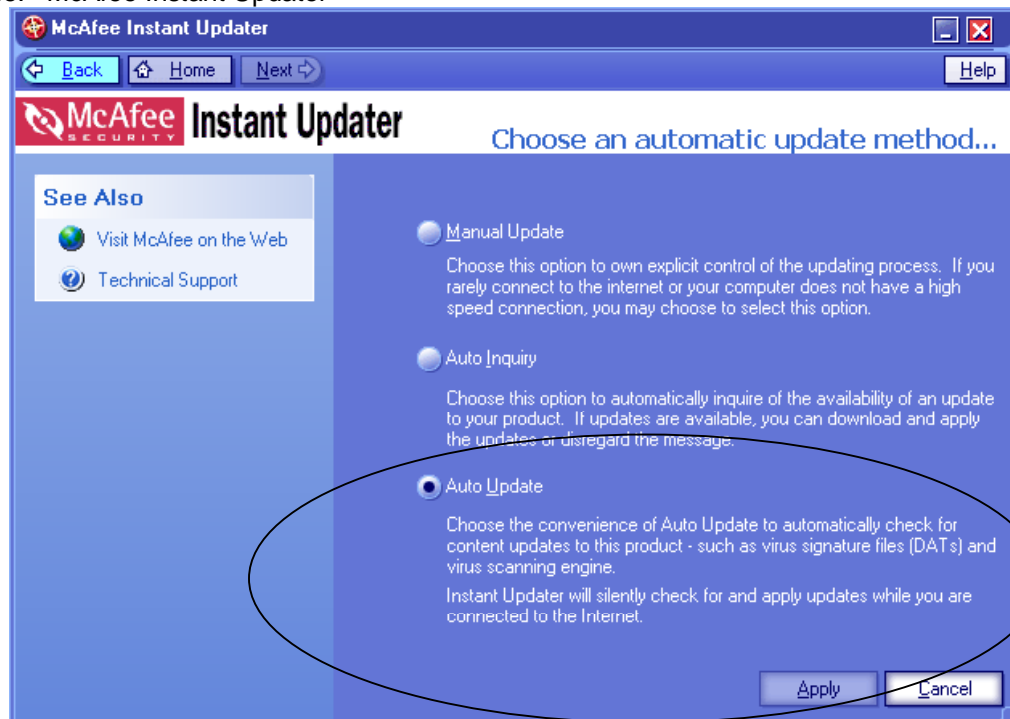 McAfee Instant Updater
McAfee Instant Updater
Back Home Next Help
McAfee SECURITY Instant Updater
Choose an automatic update method...
See Also
Visit McAfee on the Web
Technical Support
Manual Update
Choose this option to own explicit control of the updating process. If you
rarely connect to the internet or your computer does not have a high
speed connection, you may choose to select this option.
Auto Inquiry
Choose this option to automatically inquire of the availability of an update
to your product. If updates are available, you can download and apply
the updates or disregard the message.
Auto Update
Choose the convenience of Auto Update to automatically check for
content updates to this product - such as virus signature files (DATs) and
virus scanning engine.
Instant Updater will silently check for and apply updates while you are
connected to the Internet.
Apply Cancel